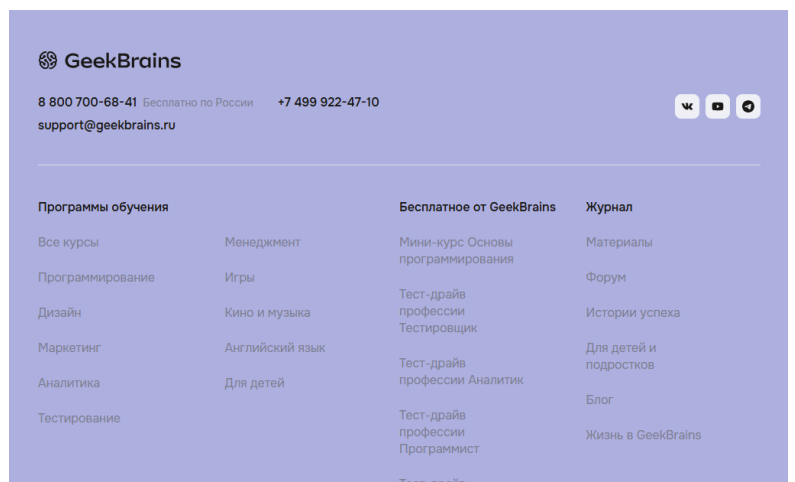 GeekBrains
8 800 700-68-41 Бесплатно по России +7 499 922-47-10
support@geekbrains.ru
Программы обучения
Все курсы
Программирование
Дизайн
Маркетинг
Аналитика
Тестирование
Менеджмент
Игры
Кино и музыка
Английский язык
Для детей
Бесплатное от GeekBrains
Мини-курс Основы
программирования
Тест-драйв
профессии
Тестировщик
Тест-драйв
профессии Аналитик
Тест-драйв
профессии
Программист
Журнал
Материалы
Форум
Истории успеха
Для детей и
подростков
Блог
Жизнь в GeekBrains